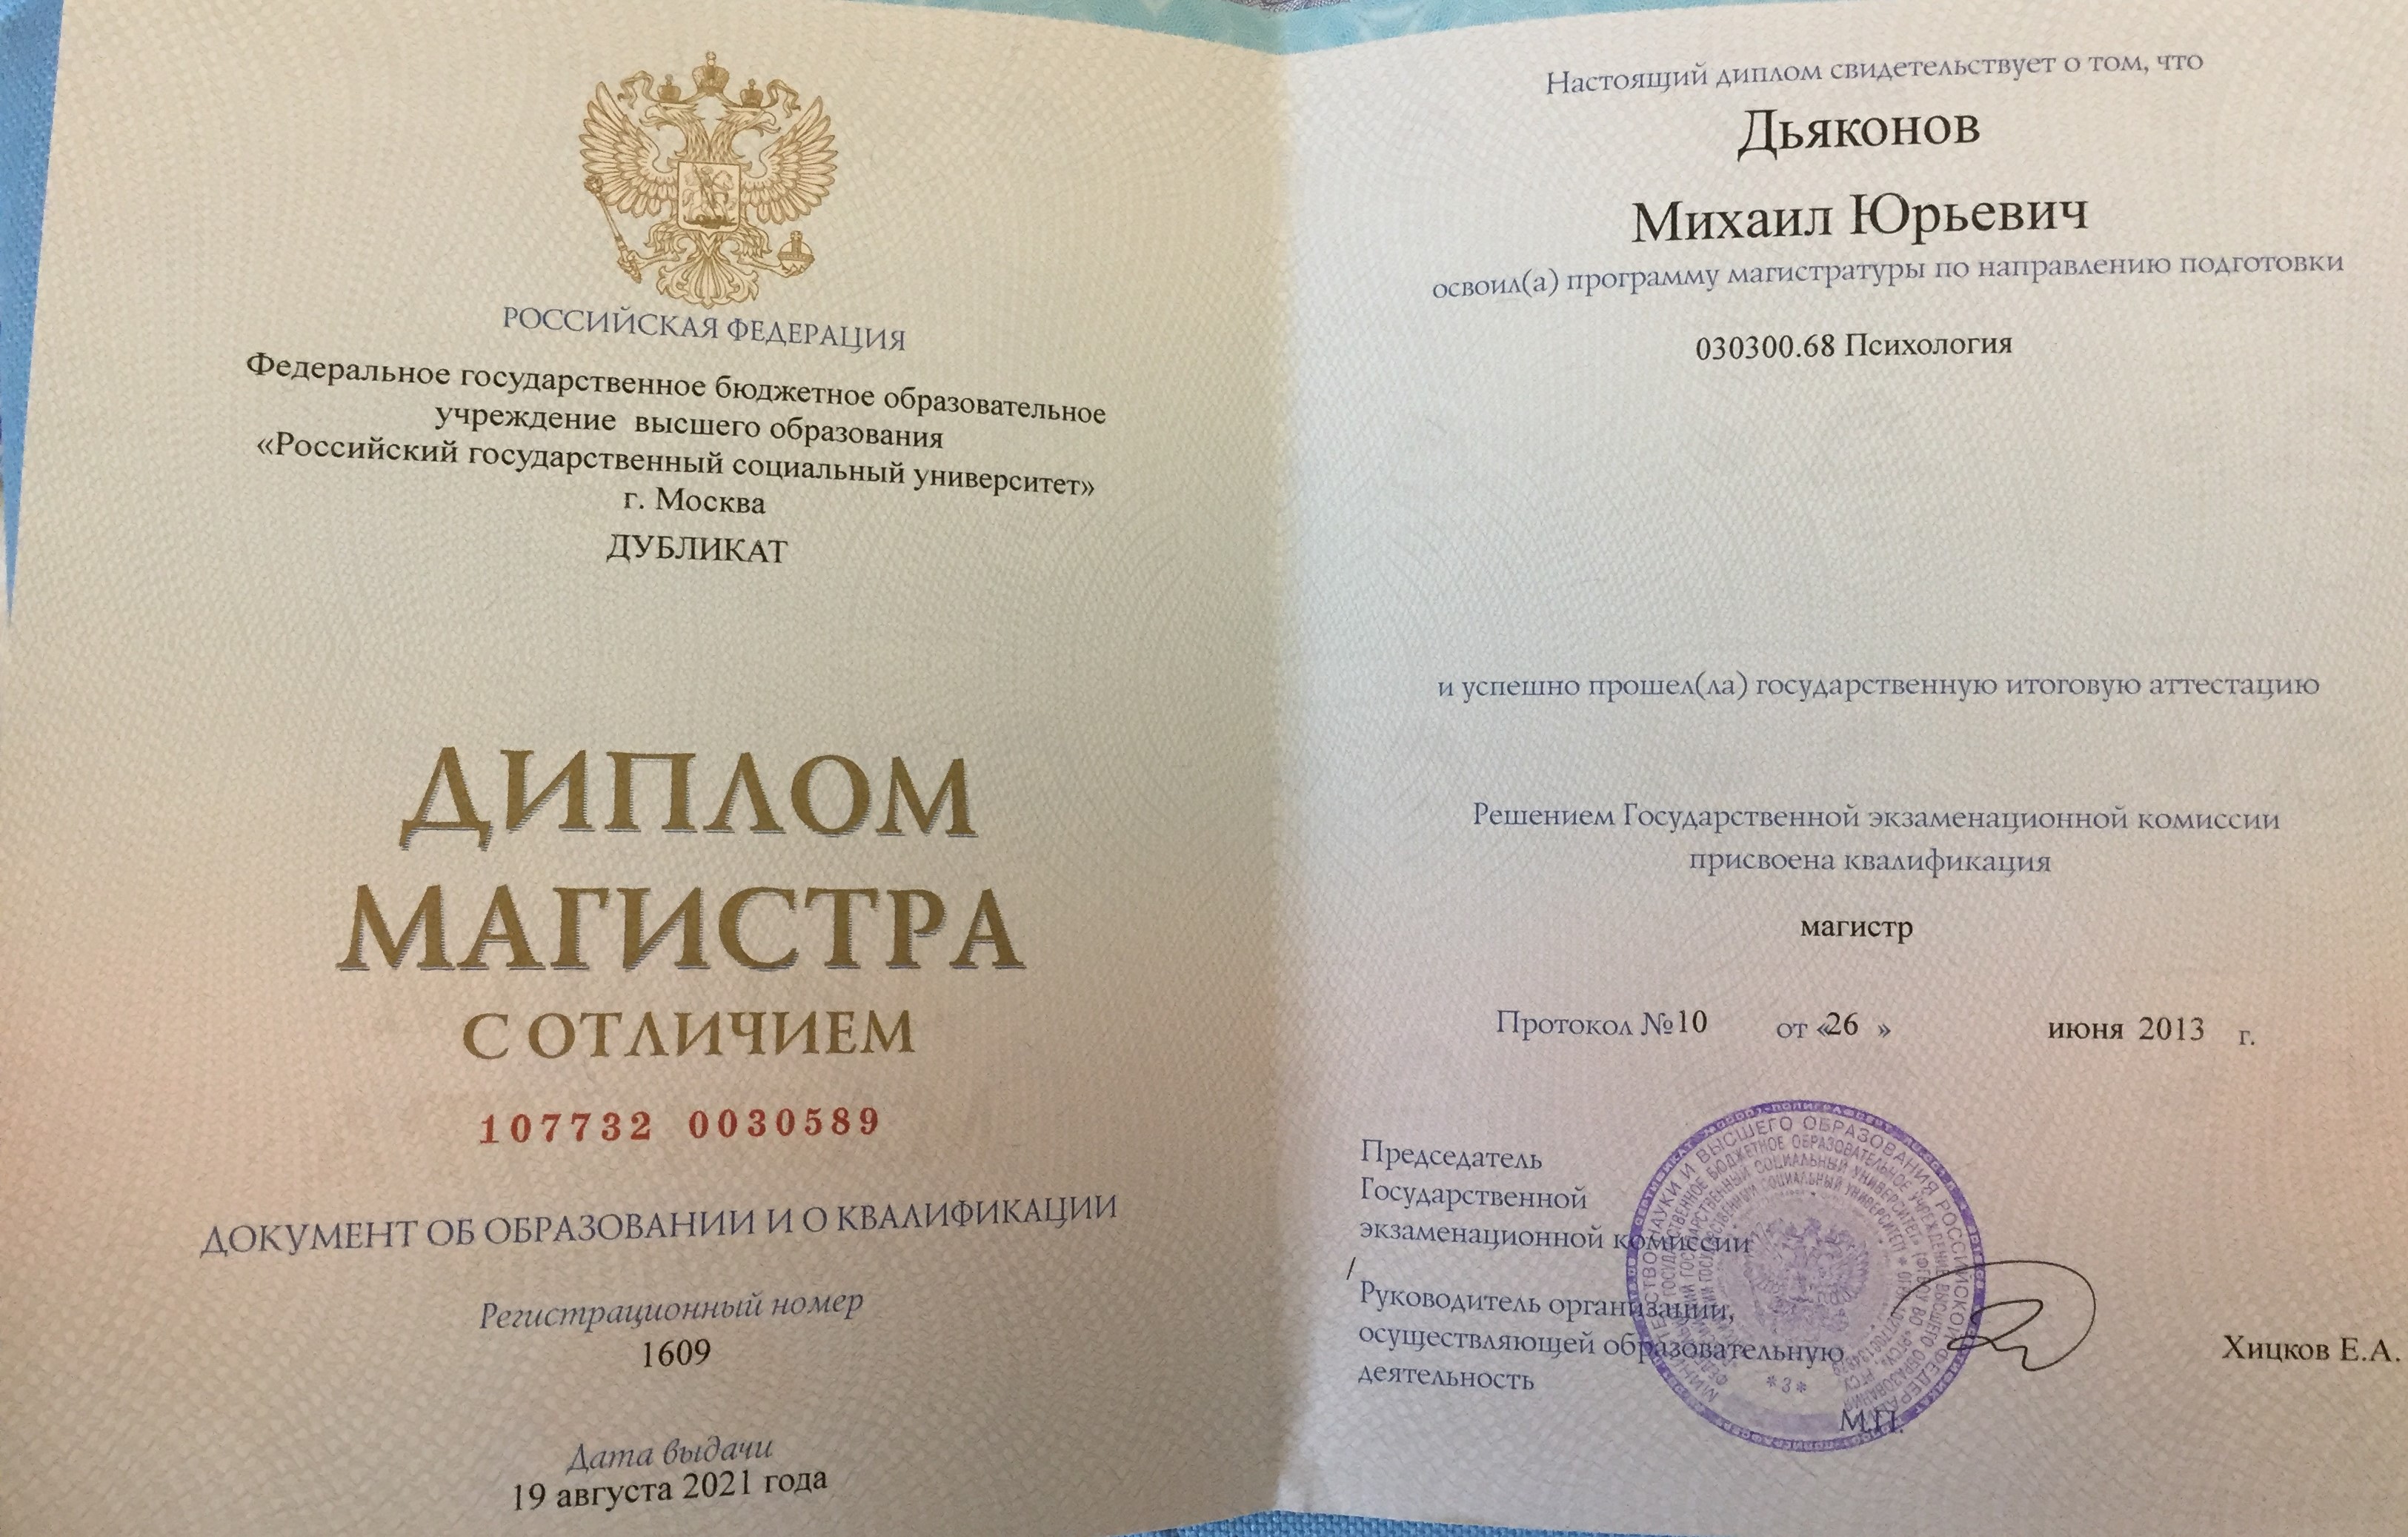 РОССИЙСКАЯ ФЕДЕРАЦИЯ
Федеральное государственное бюджетное образовательное
учреждение высшего образования
«Российский государственный социальный университет»
г. Москва
ДУБЛИКАТ
ДИПЛОМ
МАГИСТРА
С ОТЛИЧИЕМ
107732 0030589
ДОКУМЕНТ ОБ ОБРАЗОВАНИИ И О КВАЛИФИКАЦИИ
Регистрационный номер
1609
Дата выдачи
19 августа 2021 года
Настоящий диплом свидетельствует о том, что
Дьяконов
Михаил Юрьевич
освоил(а) программу магистратуры по направлению подготовки
030300.68 Психология
и успешно прошел(ла) государственную итоговую аттестацию
Решением Государственной экзаменационной комиссии
присвоена квалификация
магистр
Протокол №10 от «26 » июня 2013 г.
Председатель
Государственной
экзаменационной комиссии
/
Руководитель организации,
осуществляющей образовательную
деятельность
Хицков Е.А.
М.П.
*3*